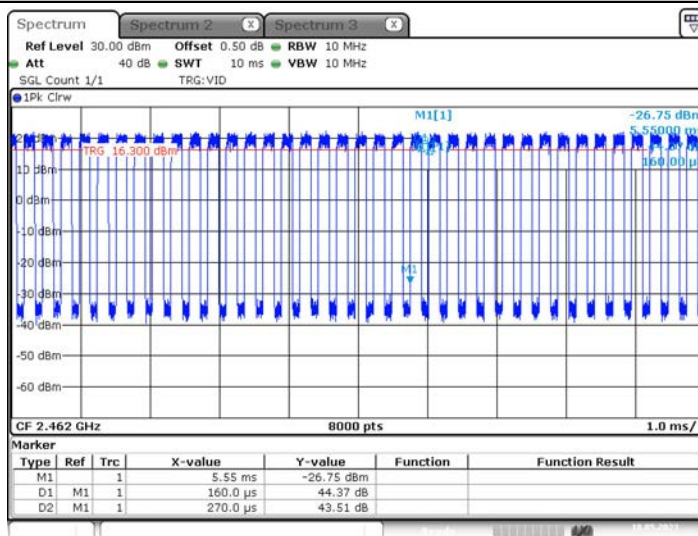 Spectrum Spectrum 2 X Spectrum 3 X
Ref Level 30.00 dBm Offset 0.50 dB RBW 10 MHz
Att 40 dB SWT 10 ms VBW 10 MHz
SGL Count 1/1 TRG:VID
1Pk Clrw
M1[1] -26.75 dBm
5.55000 m
TRG 16.300 dBm
160.00 µ
10 dBm
0 dBm
-10 dBm
-20 dBm
M1
-30 dBm
-40 dBm
-50 dBm
-60 dBm
CF 2.462 GHz 8000 pts 1.0 ms/
Marker
Type Ref Trc X-value Y-value Function Function Result
M1 1 5.55 ms -26.75 dBm
D1 M1 1 160.0 µs 44.37 dB
D2 M1 1 270.0 µs 43.51 dB